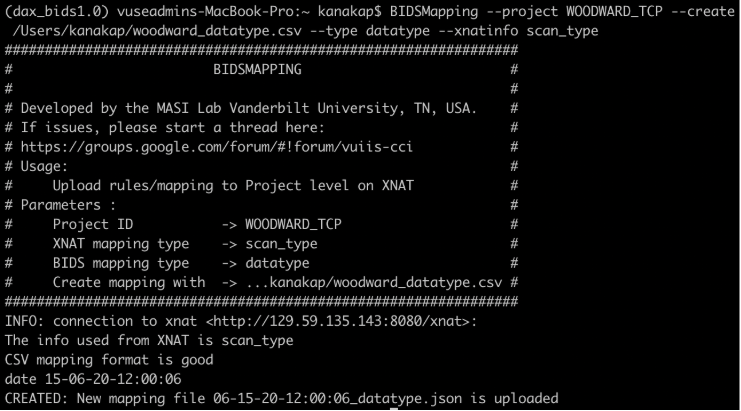 (dax_bids1.0) vuseadmins-MacBook-Pro:~ kanakap$ BIDSMapping --project WOODWARD_TCP --create
/Users/kanakap/woodward_datatype.csv --type datatype --xnatinfo scan_type
################################################################
# BIDSMAPPING #
# #
# Developed by the MASI Lab Vanderbilt University, TN, USA. #
# If issues, please start a thread here: #
# https://groups.google.com/forum/#!forum/vuiis-cci #
# Usage: #
# Upload rules/mapping to Project level on XNAT #
# Parameters : #
# Project ID -> WOODWARD_TCP #
# XNAT mapping type -> scan_type #
# BIDS mapping type -> datatype #
# Create mapping with -> ...kanakap/woodward_datatype.csv #
################################################################
INFO: connection to xnat <http://129.59.135.143:8080/xnat>:
The info used from XNAT is scan_type
CSV mapping format is good
date 15-06-20-12:00:06
CREATED: New mapping file 06-15-20-12:00:06_datatype.json is uploaded